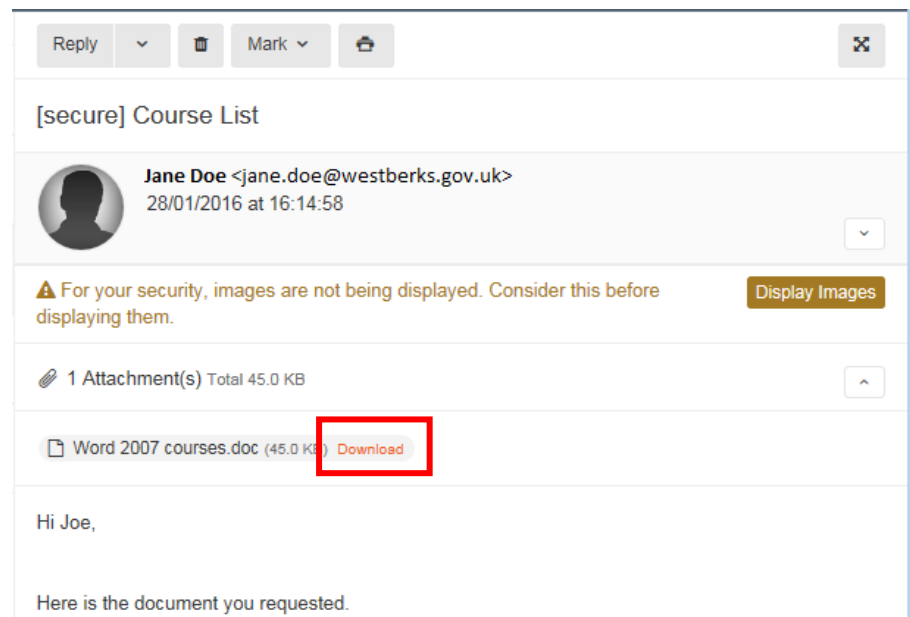 Reply Mark
[secure] Course List
Jane Doe <jane.doe@westberks.gov.uk>
28/01/2016 at 16:14:58
For your security, images are not being displayed. Consider this before
displaying them.
Display Images
1 Attachment(s) Total 45.0 KB
Word 2007 courses.doc (45.0 KB) Download
Hi Joe,
Here is the document you requested.